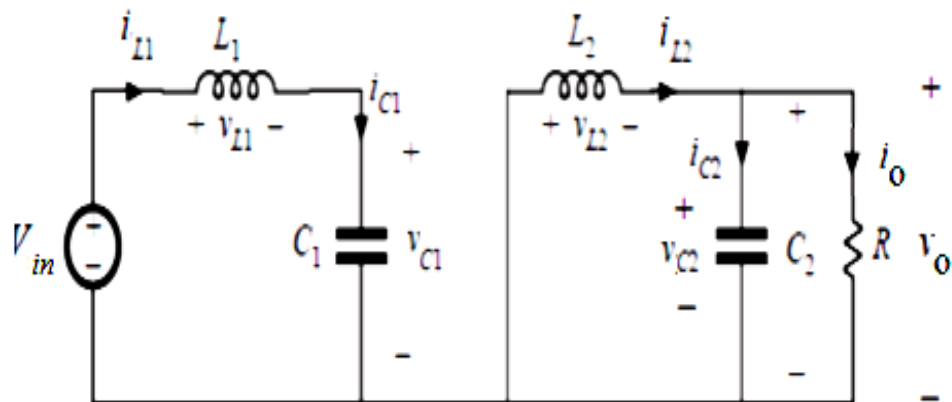 i_{L1} L_1 L_2 i_{L2}
i_{C1}
+ v_{L1} − + v_{L2} − + +
+ i_{C2} i_o
V_{in} + − C_1 v_{C1} + v_{C2} C_2 R v_o
−
− − −